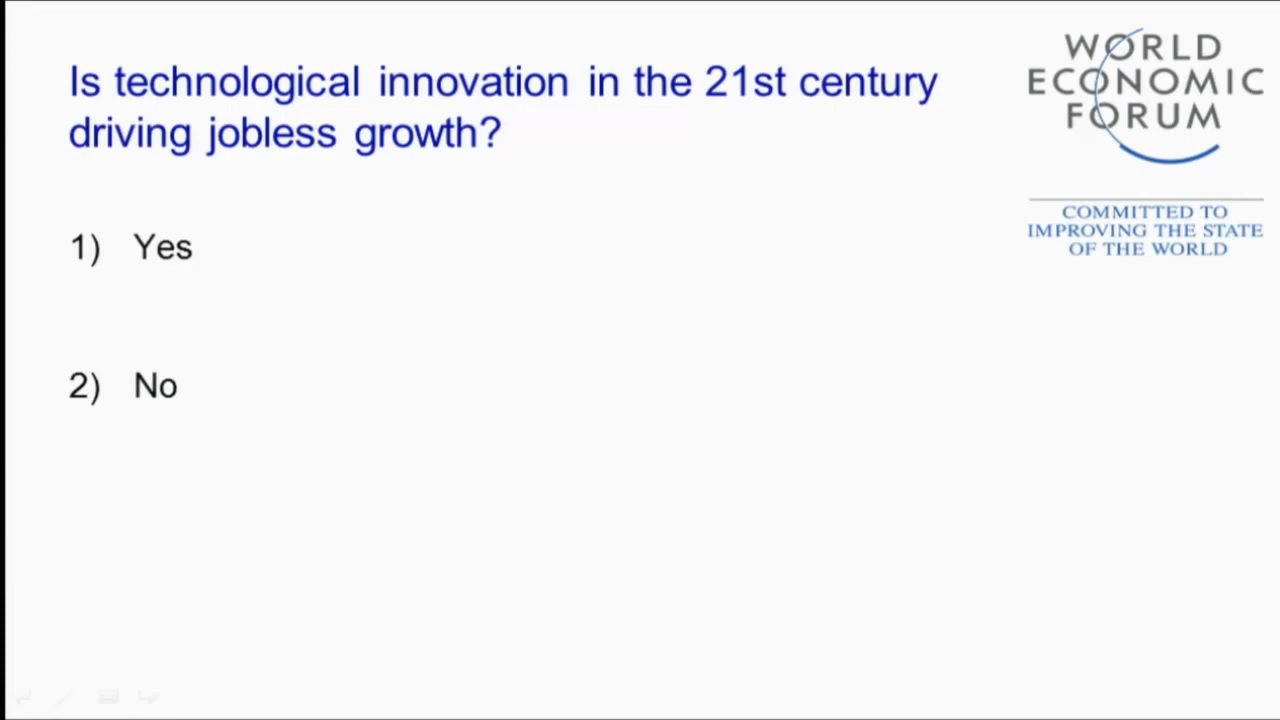 Is technological innovation in the 21st century
driving jobless growth?
1) Yes
2) No
WORLD
ECONOMIC
FORUM
COMMITTED TO
IMPROVING THE STATE
OF THE WORLD